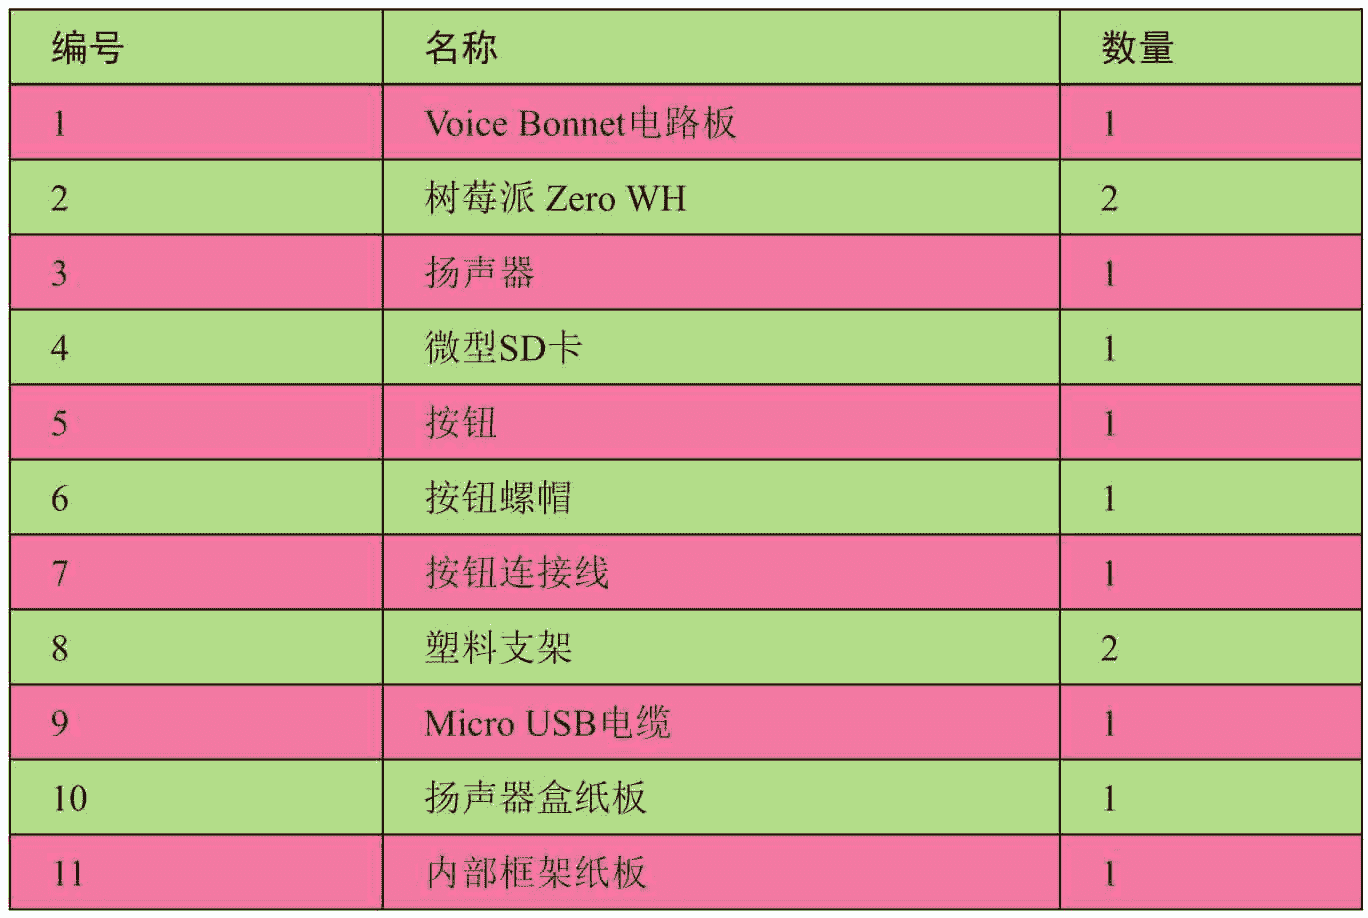 编号 名称 数量
1 Voice Bonnet电路板 1
2 树莓派 Zero WH 2
3 扬声器 1
4 微型SD卡 1
5 按钮 1
6 按钮螺帽 1
7 按钮连接线 1
8 塑料支架 2
9 Micro USB电缆 1
10 扬声器盒纸板 1
11 内部框架纸板 1